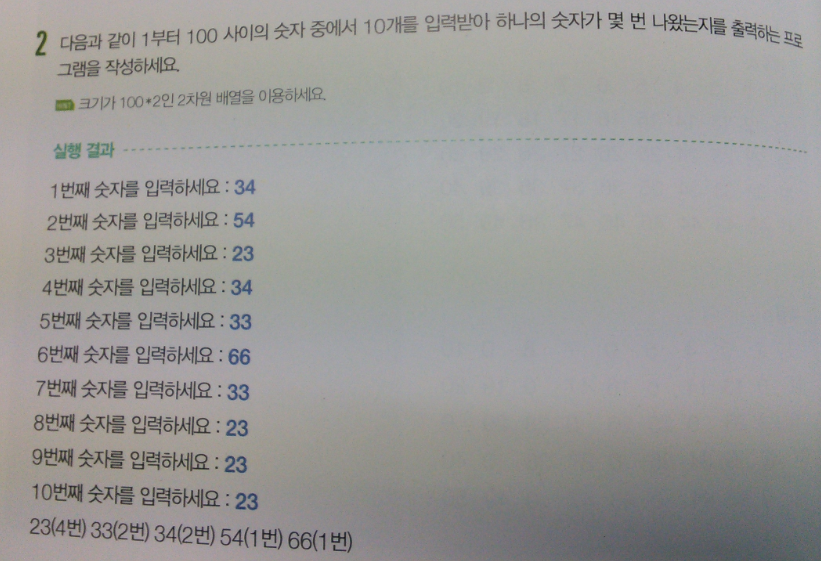 2 다음과 같이 1부터 100 사이의 숫자 중에서 10개를 입력받아 하나의 숫자가 몇 번 나왔는지를 출력하는 프로
그램을 작성하세요.
HINT 크기가 100*2인 2차원 배열을 이용하세요.
실행 결과
1번째 숫자를 입력하세요 : 34
2번째 숫자를 입력하세요 : 54
3번째 숫자를 입력하세요 : 23
4번째 숫자를 입력하세요 : 34
5번째 숫자를 입력하세요 : 33
6번째 숫자를 입력하세요 : 66
7번째 숫자를 입력하세요 : 33
8번째 숫자를 입력하세요 : 23
9번째 숫자를 입력하세요 : 23
10번째 숫자를 입력하세요 : 23
23(4번) 33(2번) 34(2번) 54(1번) 66(1번)